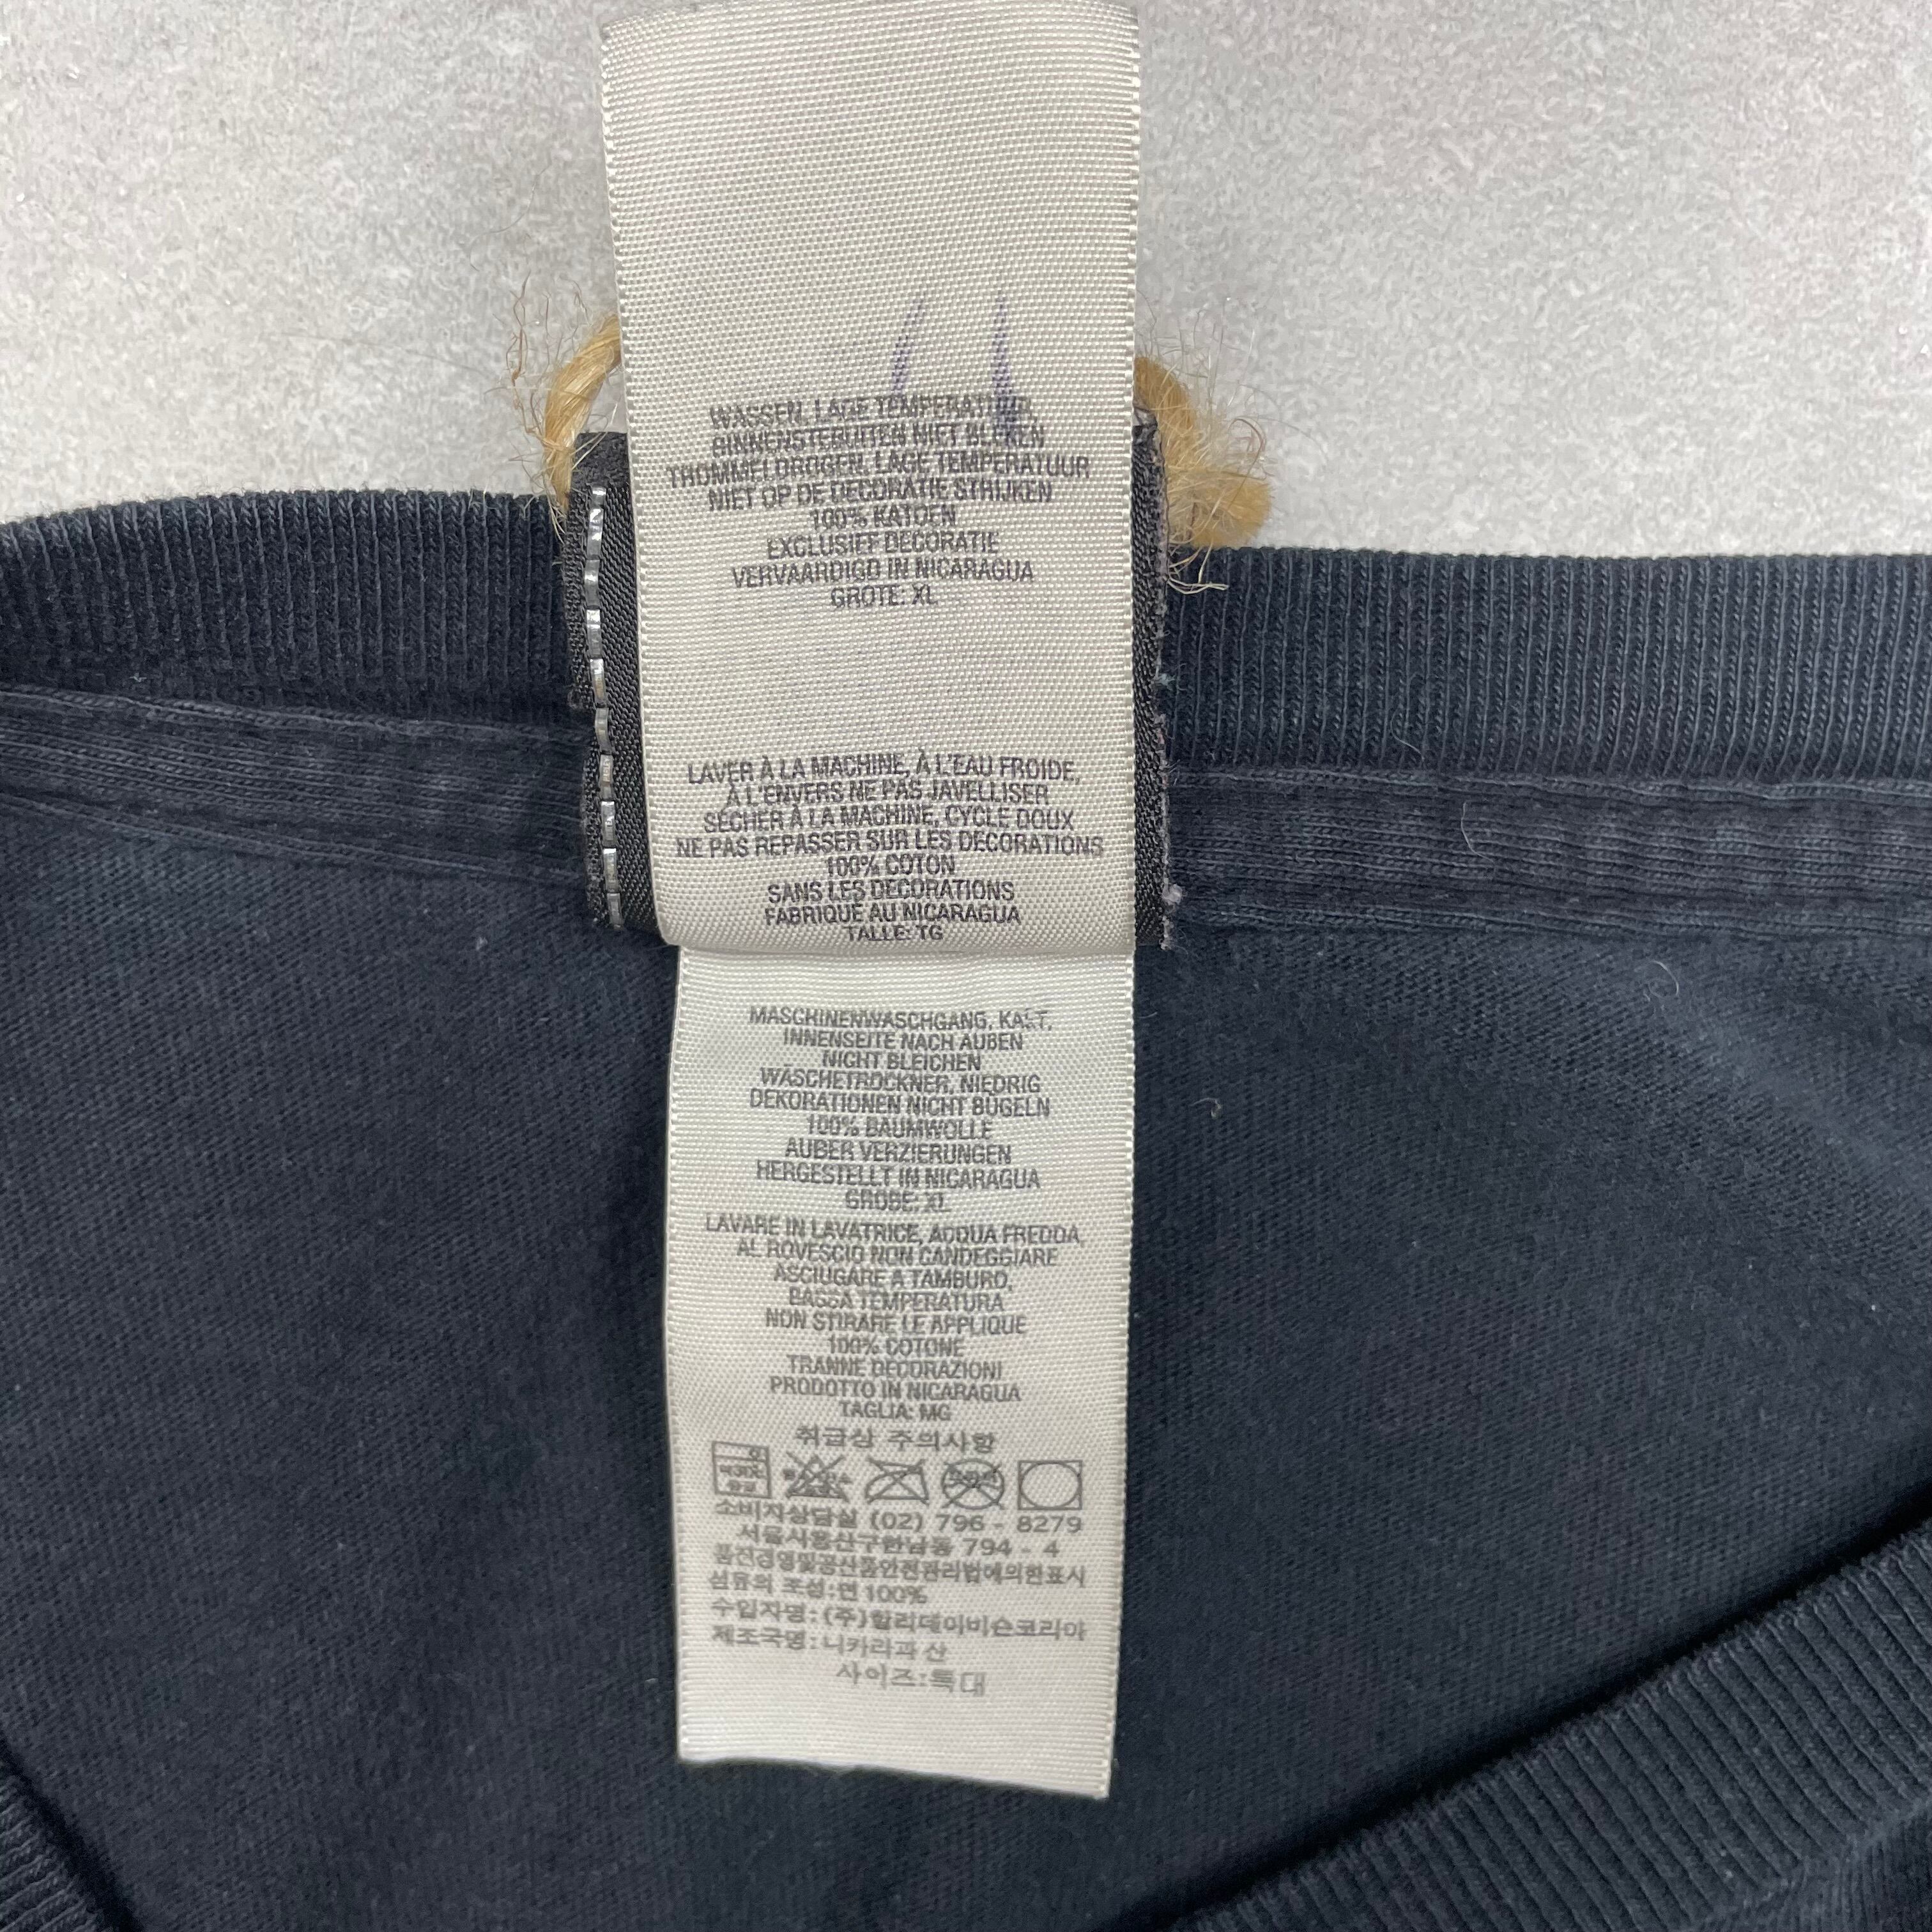 WASSEN, LAGE TEMPERATUUR,
BINNENSTEBUITEN NIET BLEKEN
TROMMELDROGEN, LAGE TEMPERATUUR
NIET OP DE DECORATIE STRIJKEN
100% KATOEN
EXCLUSIEF DECORATIE
VERVAARDIGD IN NICARAGUA
GROTE: XL
LAVER À LA MACHINE, À L'EAU FROIDE,
À L'ENVERS NE PAS JAVELLISER
SÉCHER À LA MACHINE, CYCLE DOUX
NE PAS REPASSER SUR LES DÉCORATIONS
100% COTON
SANS LES DÉCORATIONS
FABRIQUÉ AU NICARAGUA
TALLE: TG
MASCHINENWASCHGANG, KALT,
INNENSEITE NACH AUBEN
NICHT BLEICHEN
WÄSCHETROCKNER, NIEDRIG
DEKORATIONEN NICHT BÜGELN
100% BAUMWOLLE
AUBER VERZIERUNGEN
HERGESTELLT IN NICARAGUA
GROBE: XL
LAVARE IN LAVATRICE, ACQUA FREDDA,
AL ROVESCIO NON CANDEGGIARE
ASCIUGARE A TAMBURO,
BASSA TEMPERATURA
NON STIRARE LE APPLIQUE
100% COTONE
TRANNE DECORAZIONI
PRODOTTO IN NICARAGUA
TAGLIA: MG
취급상 주의사항
소비자상담실 (02) 796 - 8279
서울시용산구한남동 794 - 4
품질경영및공산품안전관리법에의한표시
섬유의 조성:면 100%
수입자명: (주)할리데이비슨코리아
제조국명: 니카라과 산
사이즈:특대